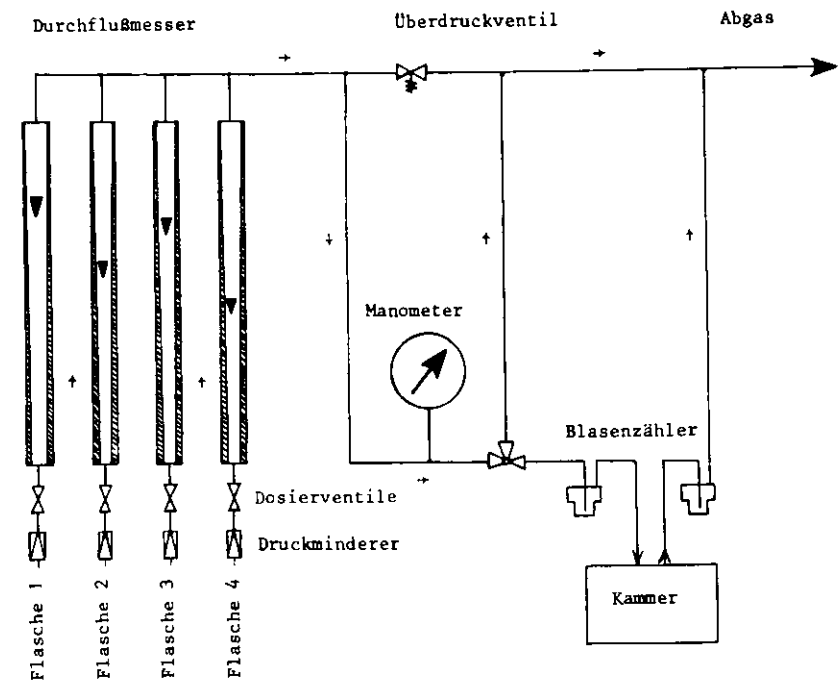 Durchflußmesser
Überdruckventil
Abgas
Manometer
Blasenzähler
Dosierventile
Druckminderer
Kammer
Flasche 1
Flasche 2
Flasche 3
Flasche 4